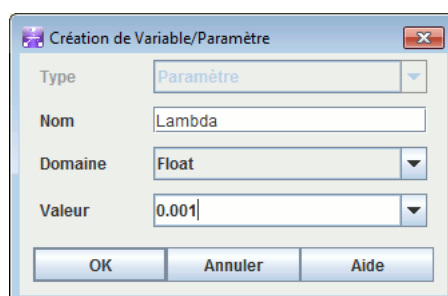 Création de Variable/Paramètre
Type Paramètre
Nom Lambda
Domaine Float
Valeur 0.001
OK Annuler Aide